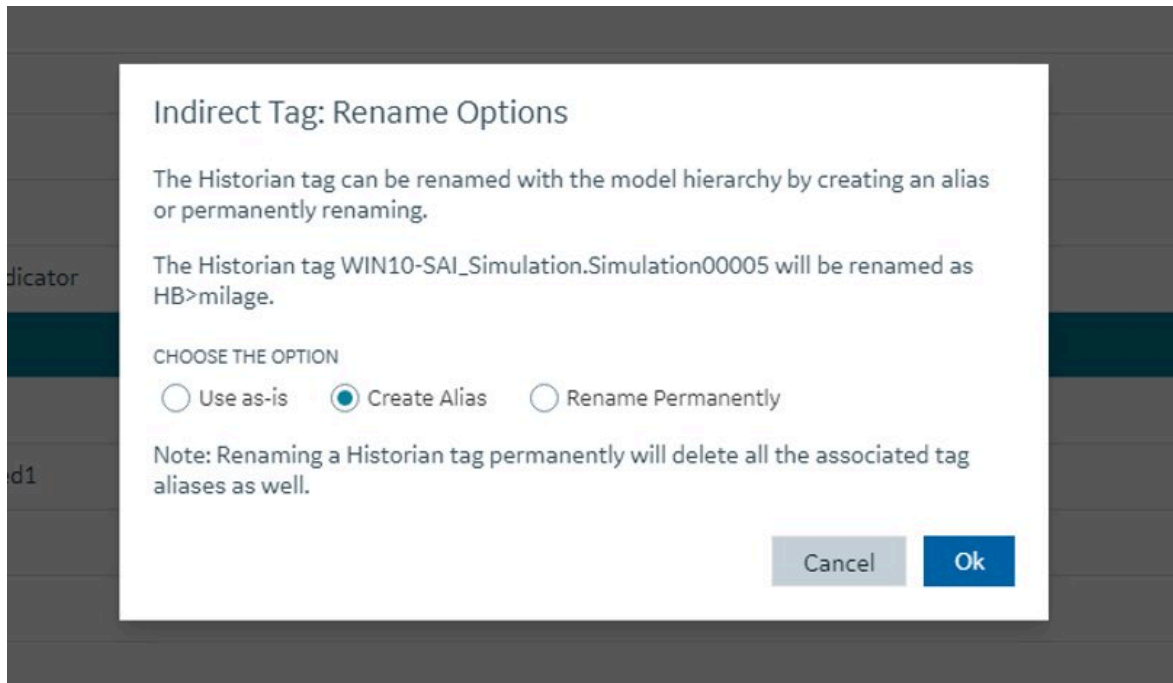 Indirect Tag: Rename Options
The Historian tag can be renamed with the model hierarchy by creating an alias
or permanently renaming.
The Historian tag WIN10-SAI_Simulation.Simulation00005 will be renamed as
HB>milage.
dicator
CHOOSE THE OPTION
Use as-is Create Alias Rename Permanently
ed1
Note: Renaming a Historian tag permanently will delete all the associated tag
aliases as well.
Cancel Ok